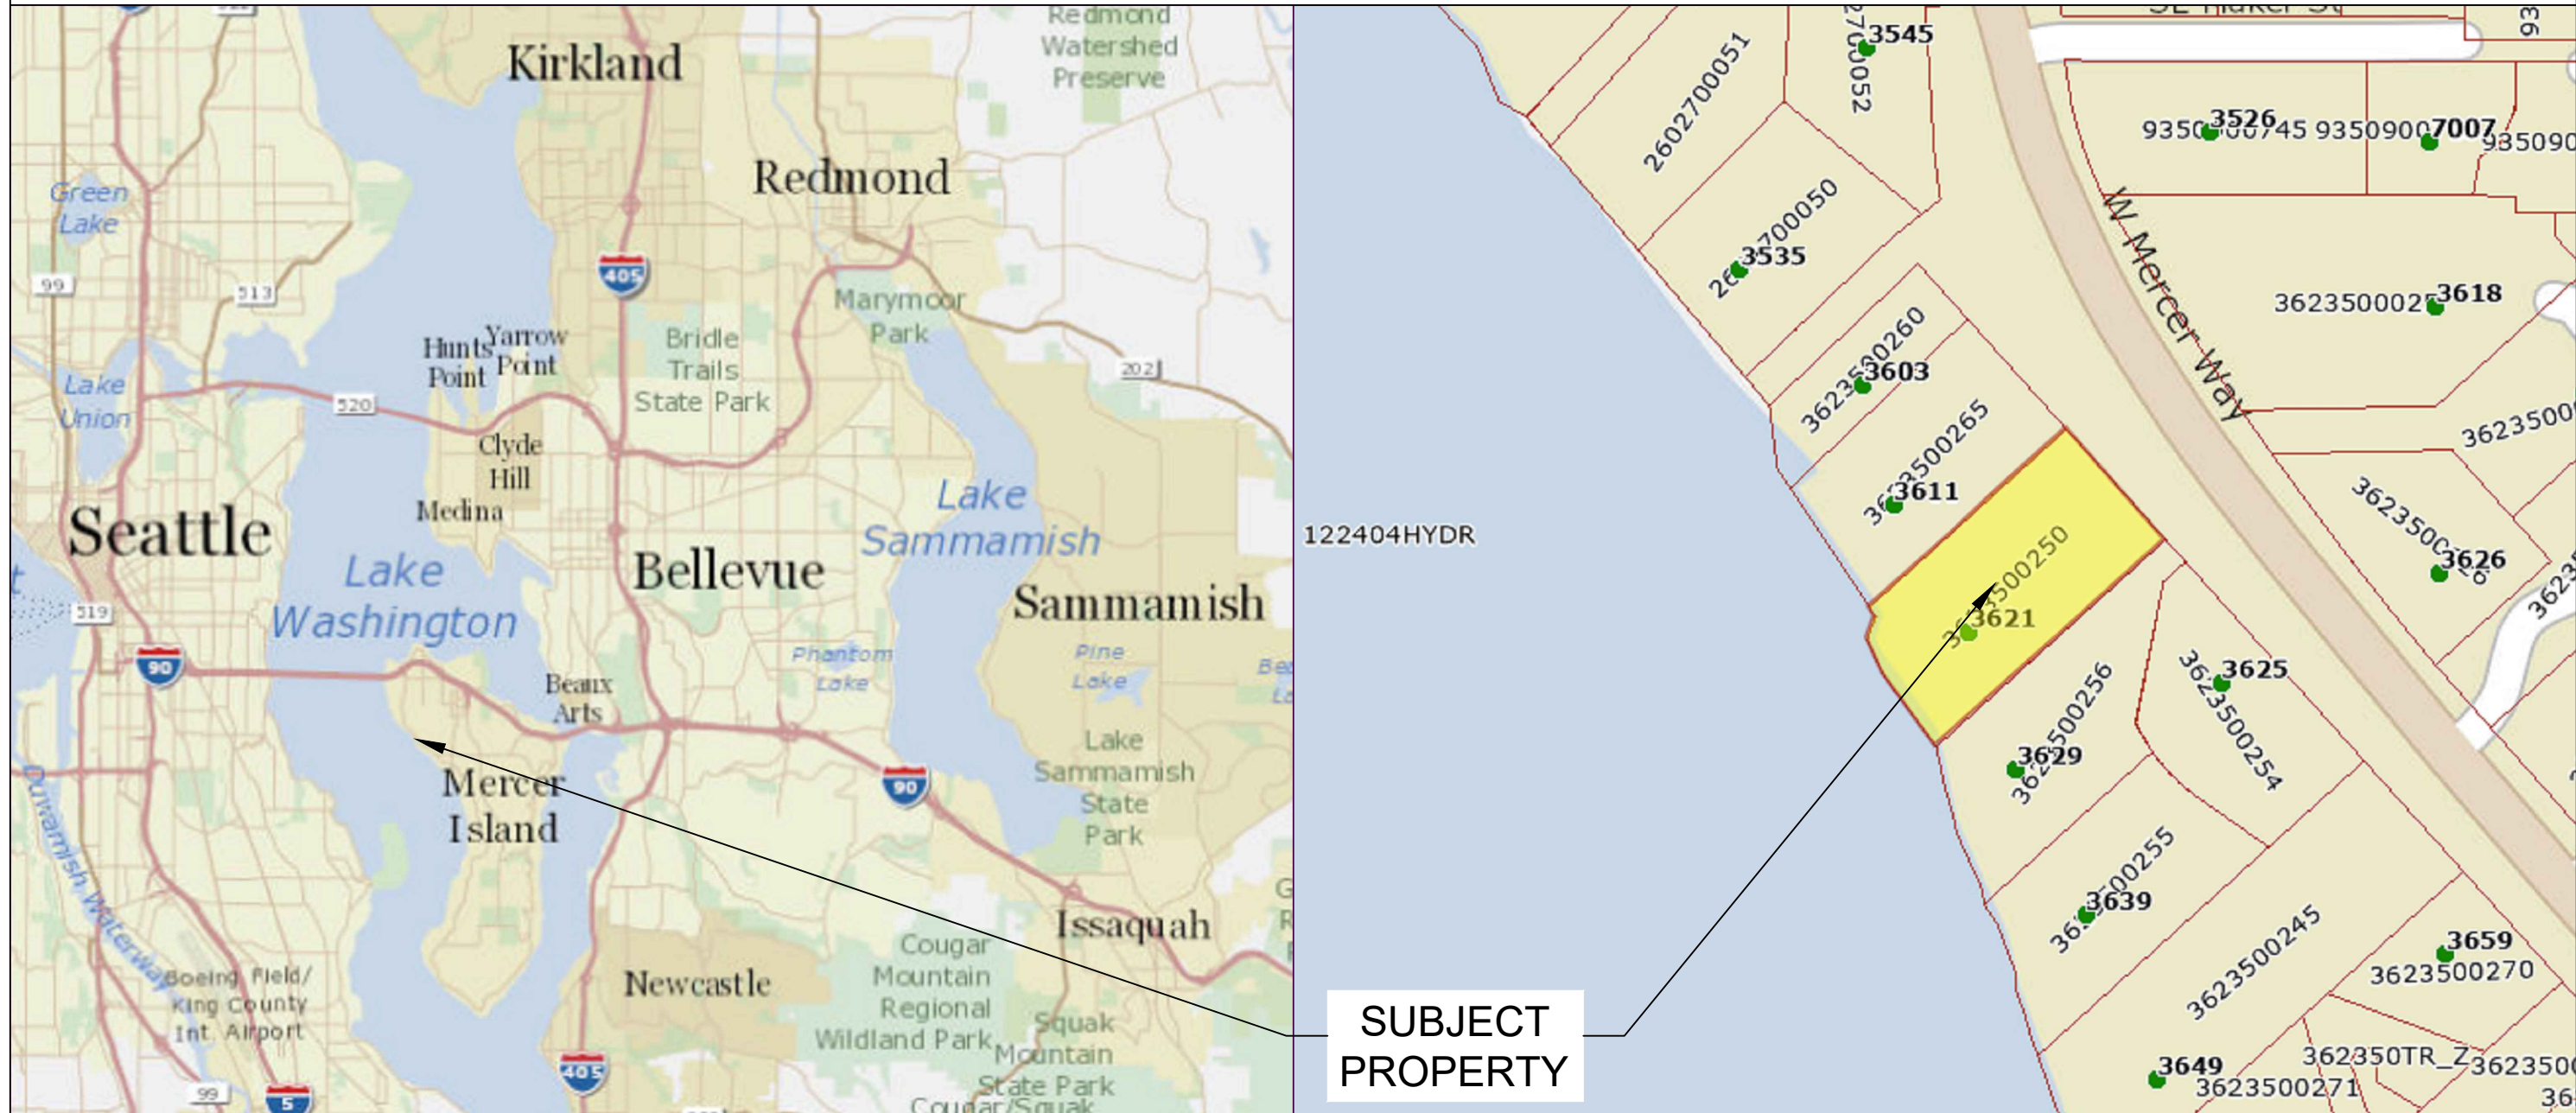 Redmond
Watershed
Preserve
Kirkland
Redmond
Green
Lake
99
513
405
Marymoor
Park
Hunts
Point
Yarrow
Point
Bridle
Trails
State Park
202
Lake
Union
520
Clyde
Hill
Medina
Seattle
Lake
Sammamish
Lake
Washington
Bellevue
Sammamish
519
90
Phantom
Lake
Pine
Lake
Beaux
Arts
Lake
Sammamish
State
Park
Mercer
Island
90
Duwamish Waterway
Issaquah
Cougar
Mountain
Regional
Wildland Park
Newcastle
Boeing Field/
King County
Int. Airport
Squak
Mountain
State Park
Cougar/Squak
99
5
405
SUBJECT
PROPERTY
122404HYDR
2602700051
3545
3526
7007
W Mercer Way
3535
3618
3623500260
3603
3623500265
3611
3623500250
3621
3626
3625
3623500254
3623500256
3629
3623500255
3639
3623500245
3659
3623500270
3649
3623500271
362350TR_Z